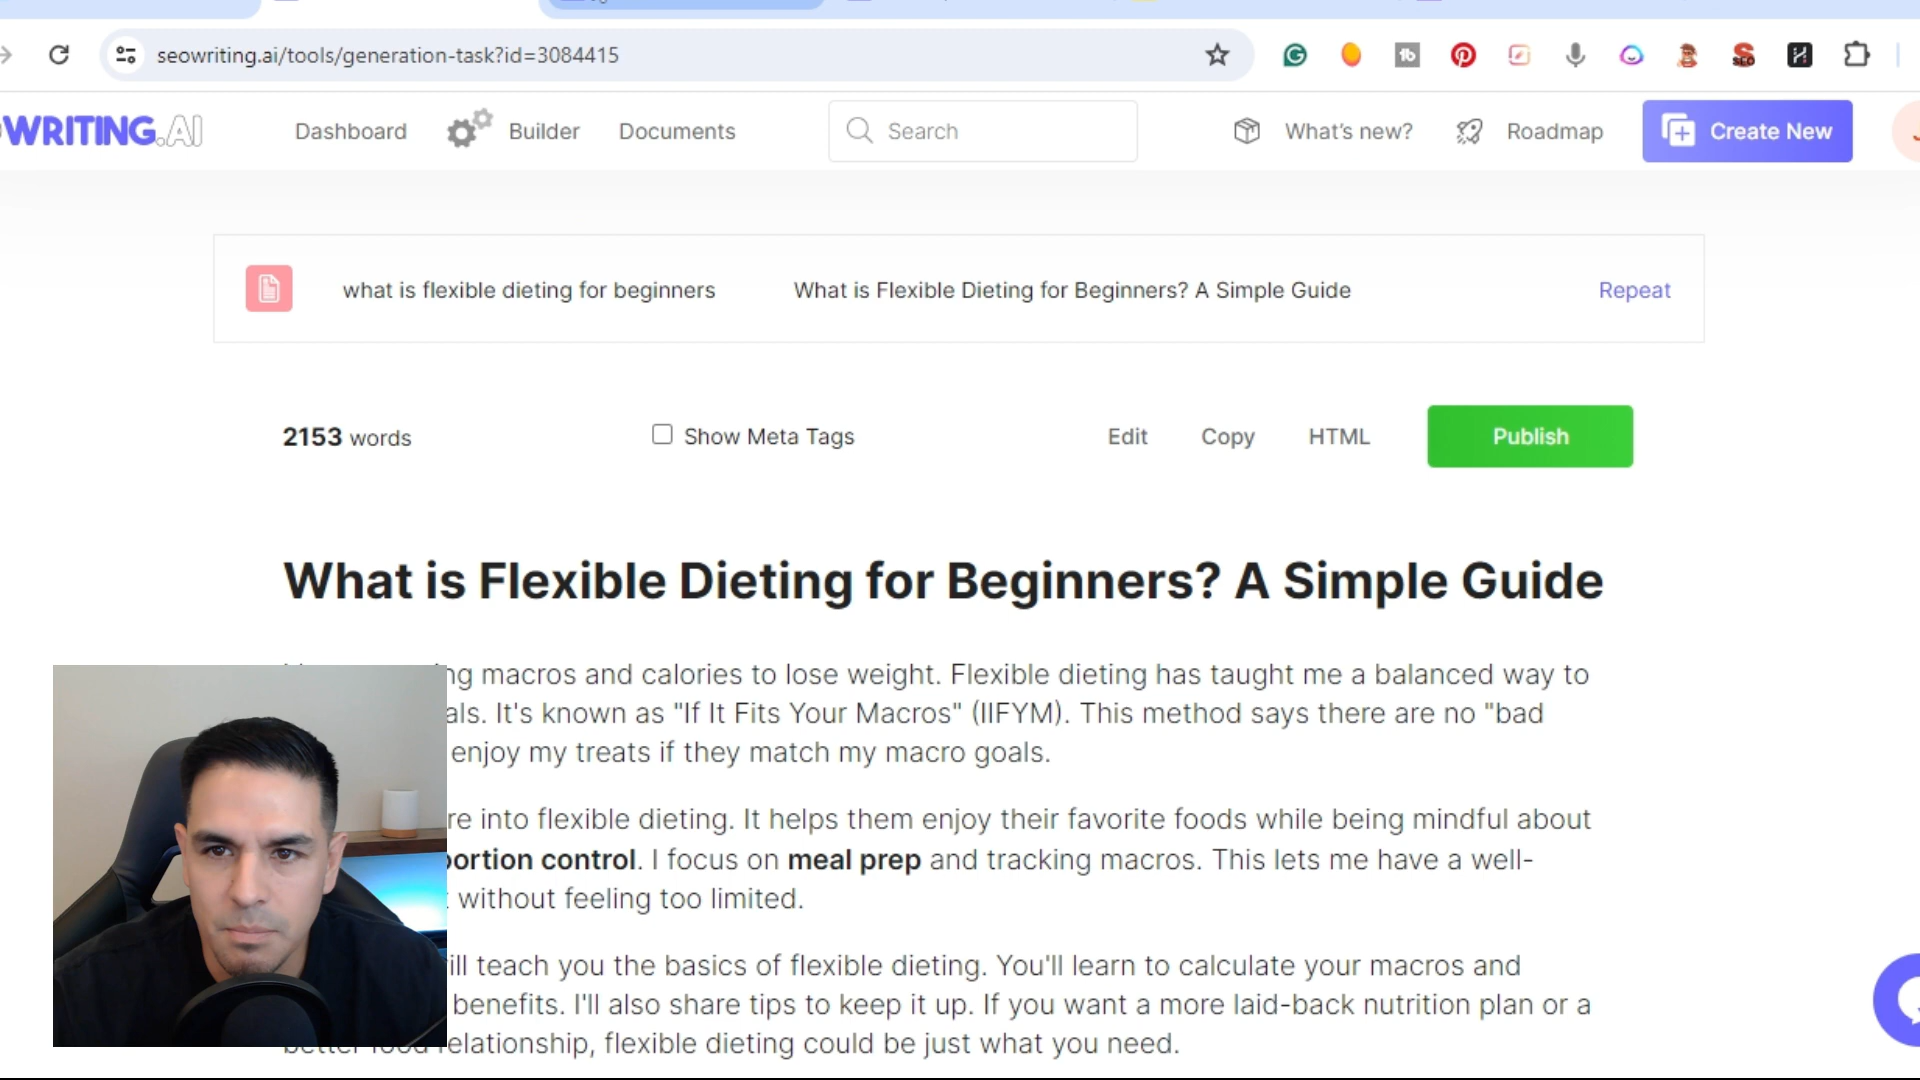 seowriting.ai/tools/generation-task?id=3084415
WRITING.AI
Dashboard
Builder
Documents
Search
What's new?
Roadmap
Create New
what is flexible dieting for beginners
What is Flexible Dieting for Beginners? A Simple Guide
Repeat
2153 words
Show Meta Tags
Edit
Copy
HTML
Publish
What is Flexible Dieting for Beginners? A Simple Guide
macros and calories to lose weight. Flexible dieting has taught me a balanced way to
It's known as "If It Fits Your Macros" (IIFYM). This method says there are no "bad
enjoy my treats if they match my macro goals.
into flexible dieting. It helps them enjoy their favorite foods while being mindful about
portion control. I focus on meal prep and tracking macros. This lets me have a well-
without feeling too limited.
teach you the basics of flexible dieting. You'll learn to calculate your macros and
benefits. I'll also share tips to keep it up. If you want a more laid-back nutrition plan or a
relationship, flexible dieting could be just what you need.